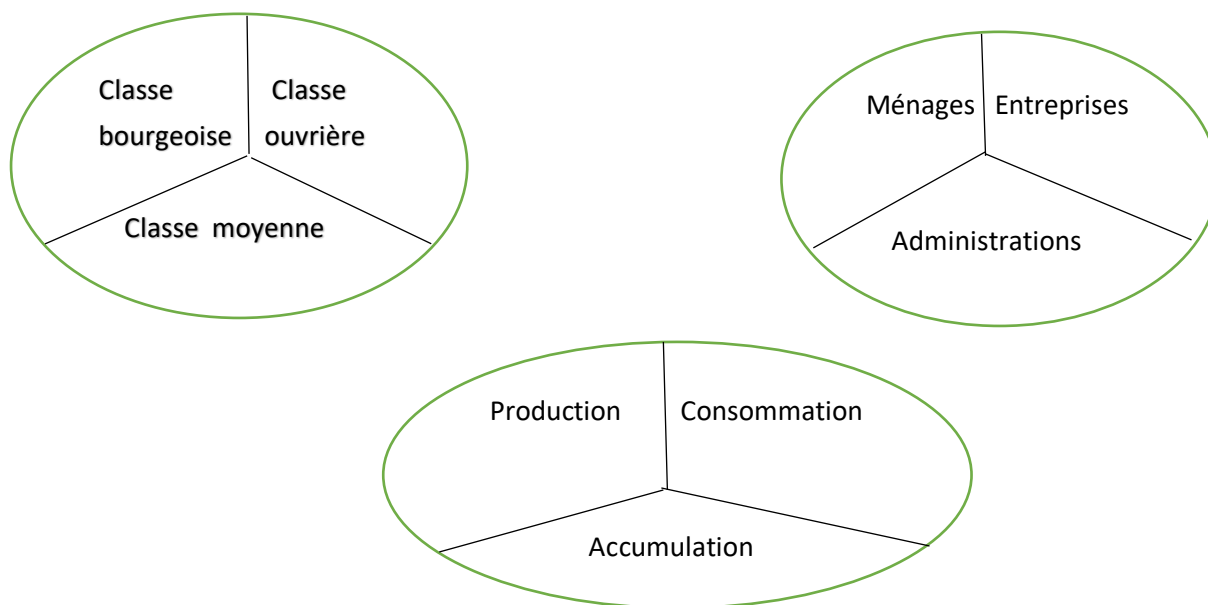 Classe
bourgeoise
Classe
ouvrière
Classe moyenne
Ménages
Entreprises
Administrations
Production
Consommation
Accumulation